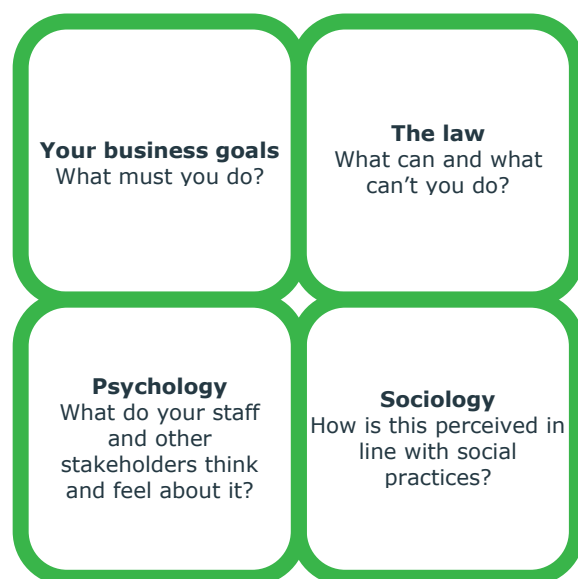 Your business goals
What must you do?
The law
What can and what
can’t you do?
Psychology
What do your staff
and other
stakeholders think
and feel about it?
Sociology
How is this perceived in
line with social
practices?